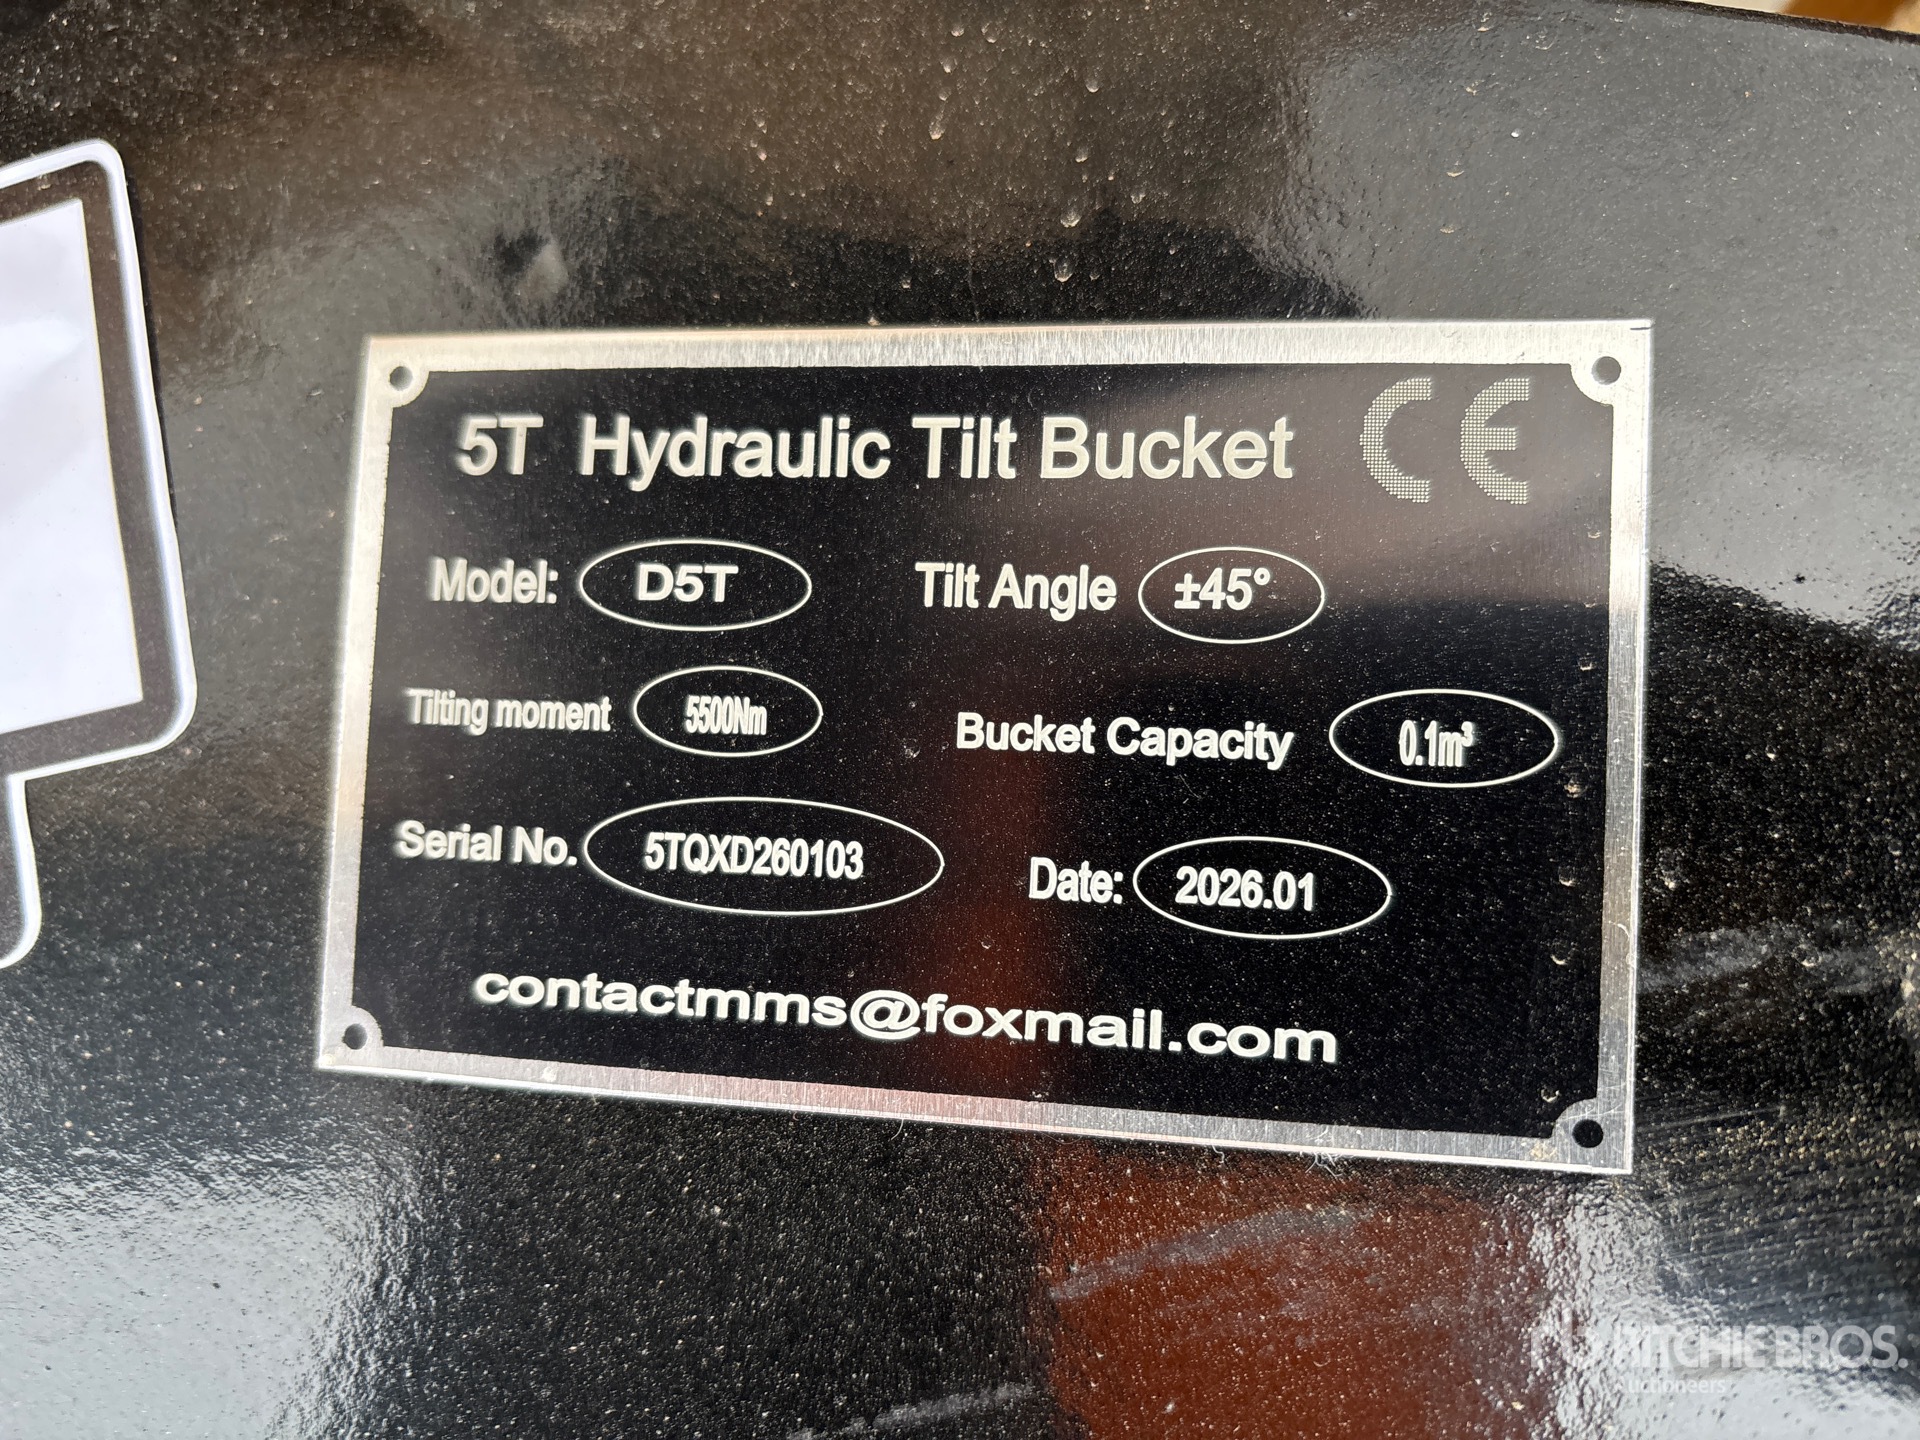 5T Hydraulic Tilt Bucket CE
Model: D5T Tilt Angle ±45°
Tilting moment 5500Nm Bucket Capacity 0.1m³
Serial No. 5TQXD260103 Date: 2026.01
contactmms@foxmail.com
RITCHIE BROS.
Auctioneers